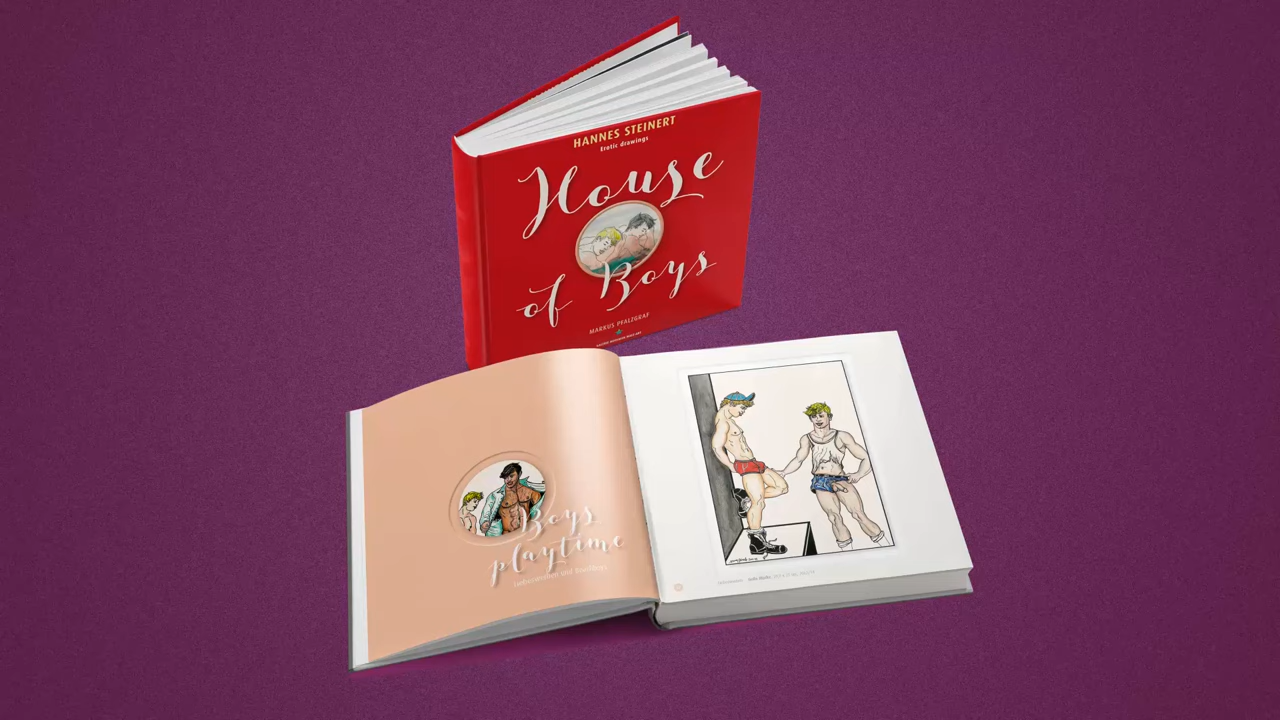 HANNES STEINERT
Erotic drawings
House
of Boys
MARKUS PFALZGRAF
Boys
playtime